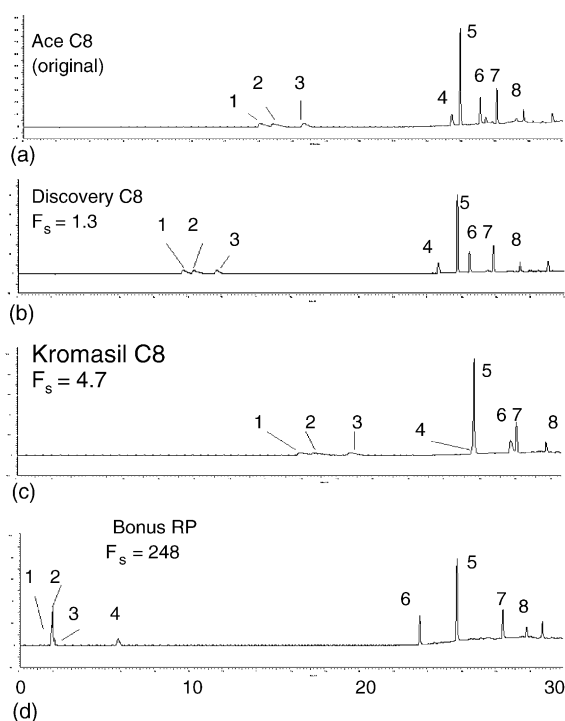 Ace C8
(original)
1 2 3 4 5 6 7 8
(a)
Discovery C8
Fs = 1.3
1 2 3 4 5 6 7 8
(b)
Kromasil C8
Fs = 4.7
1 2 3 4 5 6 7 8
(c)
Bonus RP
Fs = 248
1 2 3 4 6 5 7 8
0 10 20 30
(d)